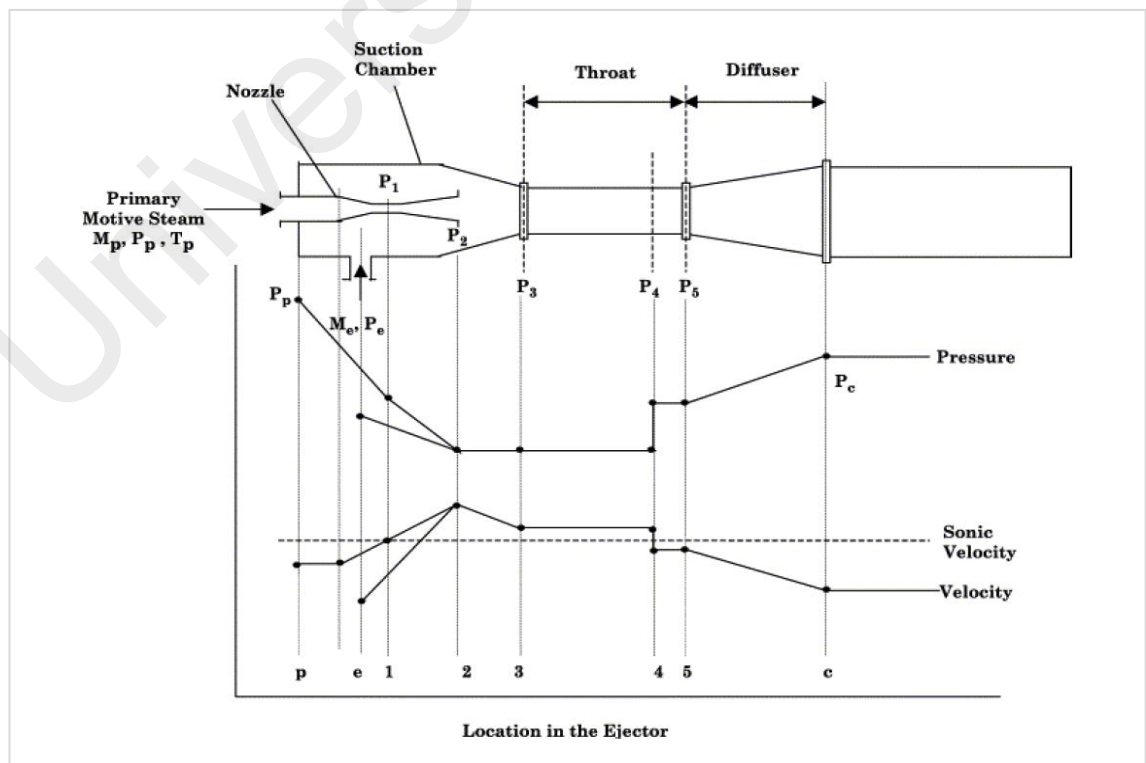 Univers
Suction
Chamber
Throat
Diffuser
Nozzle
P1
Primary
Motive Steam
Mp, Pp , Tp
P2
P3
P4
P5
Pp
Me, Pe
Pressure
Pc
Sonic
Velocity
Velocity
p
e
1
2
3
4
5
c
Location in the Ejector